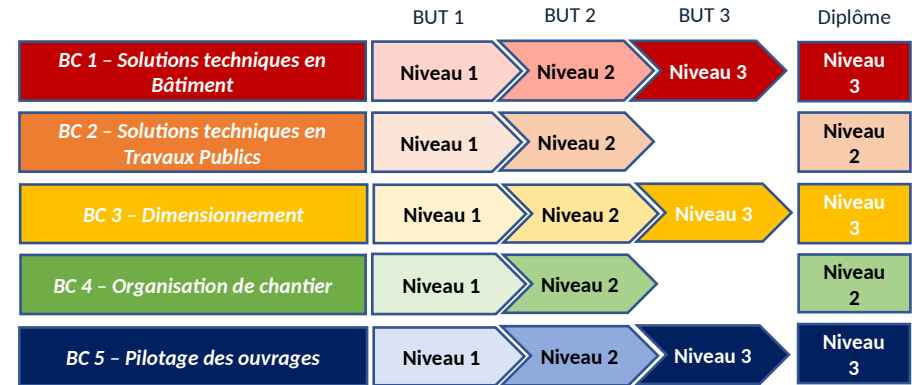 BUT 1 BUT 2 BUT 3 Diplôme
BC 1 – Solutions techniques en
Bâtiment
Niveau 1 Niveau 2 Niveau 3
Niveau
3
BC 2 – Solutions techniques en
Travaux Publics
Niveau 1 Niveau 2
Niveau
2
BC 3 – Dimensionnement
Niveau 1 Niveau 2 Niveau 3
Niveau
3
BC 4 – Organisation de chantier
Niveau 1 Niveau 2
Niveau
2
BC 5 – Pilotage des ouvrages
Niveau 1 Niveau 2 Niveau 3
Niveau
3